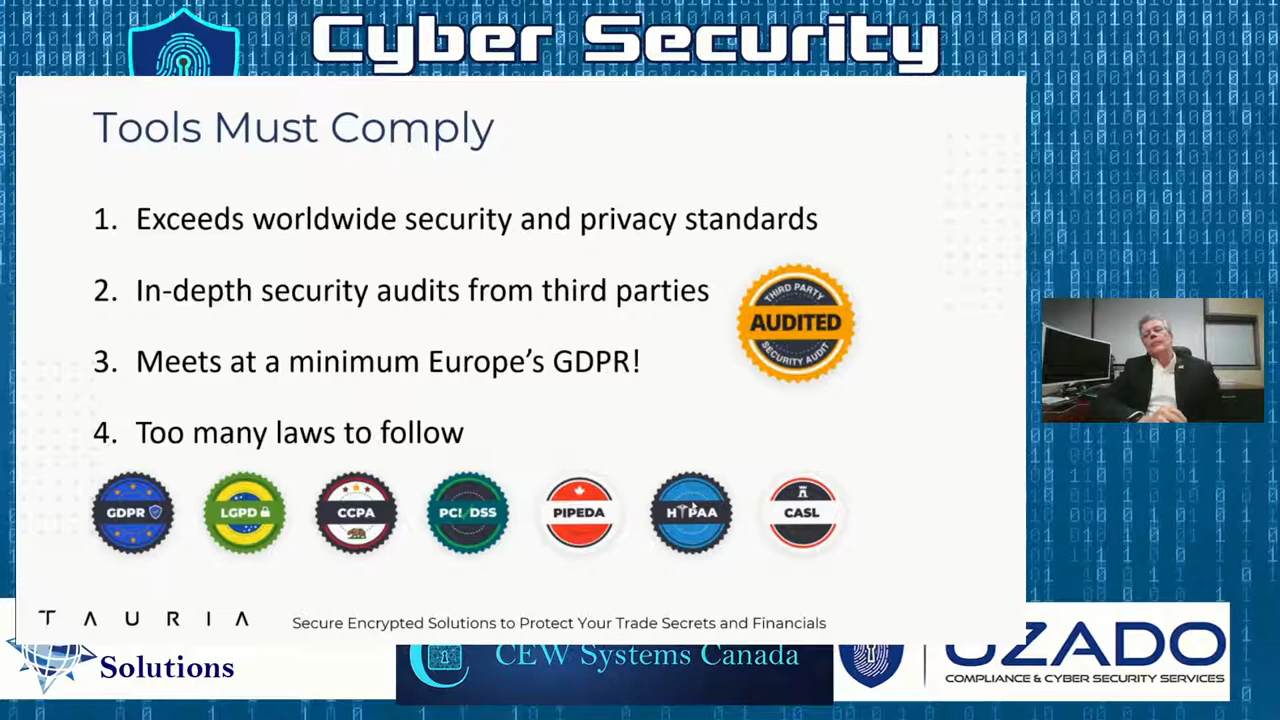 Cyber Security
Tools Must Comply
1. Exceeds worldwide security and privacy standards
2. In-depth security audits from third parties
THIRD PARTY
AUDITED
SECURITY AUDIT
3. Meets at a minimum Europe's GDPR!
4. Too many laws to follow
GDPR
LGPD
CCPA
PCI DSS
PIPEDA
HIPAA
CASL
TAURIA
Secure Encrypted Solutions to Protect Your Trade Secrets and Financials
Solutions
CEW Systems Canada
UZADO
COMPLIANCE & CYBER SECURITY SERVICES